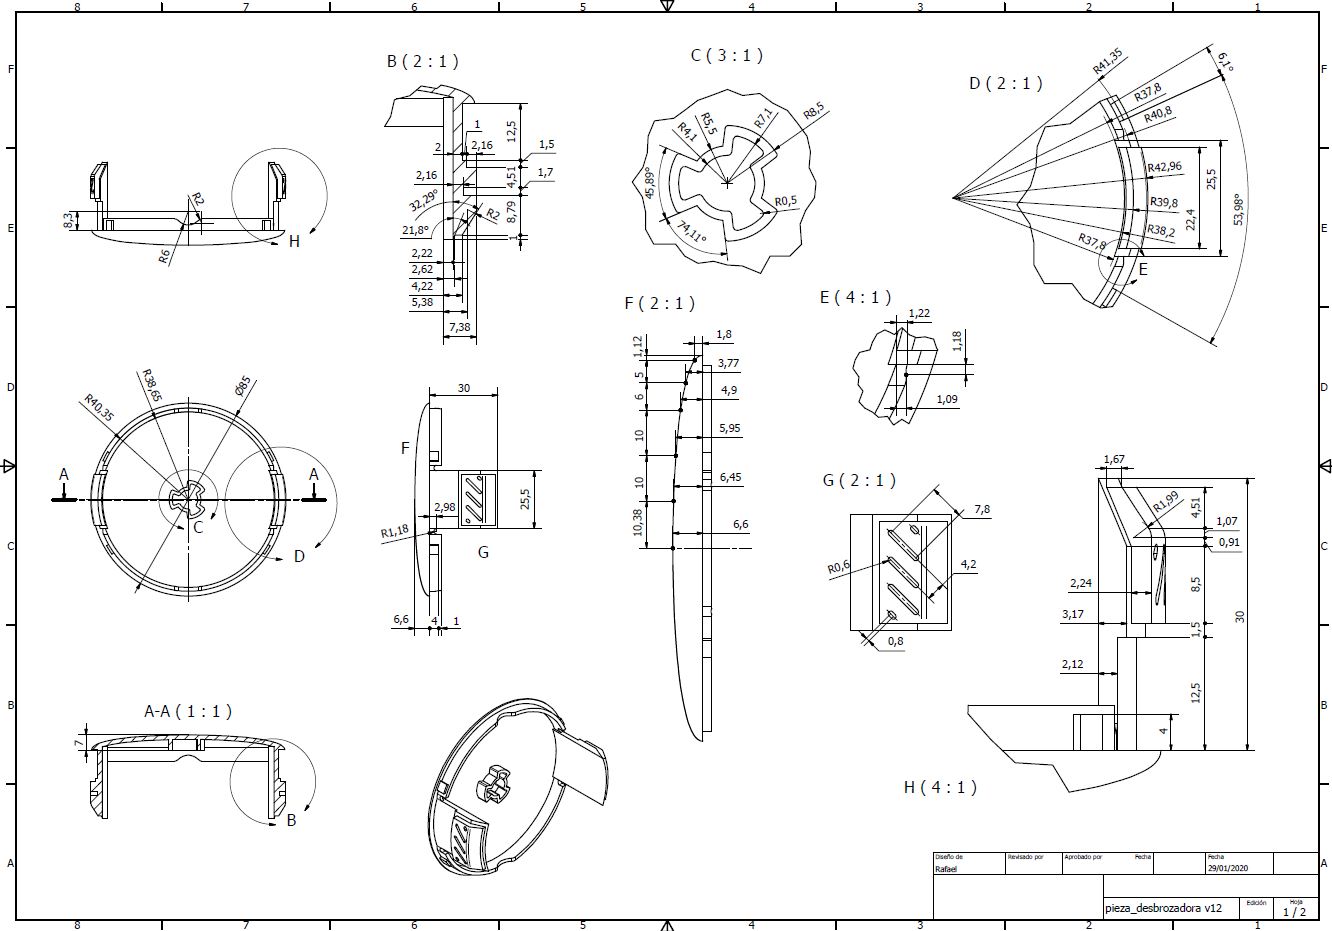 8 7 6 5 4 3 2 1
F
E
D
C
B
A
F
E
D
C
B
A
8 7 6 5 4 3 2 1
8,3
R6
R2
H
B ( 2 : 1 )
12,5
1
2
2,16
1,5
4,51
1,7
2,16
8,79
32,29°
R2
21,8°
1
2,22
2,62
4,22
5,38
7,38
C ( 3 : 1 )
R4,1
R5,5
R7,1
R8,5
45,89°
R0,5
74,11°
D ( 2 : 1 )
R41,35
6,1°
R37,8
R40,8
R42,96
25,5
R39,8
22,4
53,98°
R38,2
R37,8
E
R40,35
R38,65
Ø85
A
A
C
D
30
F
25,5
2,98
R1,18
G
6,6
4
1
F ( 2 : 1 )
1,12
1,8
5
3,77
6
4,9
10
5,95
10
6,45
10,38
6,6
E ( 4 : 1 )
1,22
1,18
1,09
G ( 2 : 1 )
7,8
R0,6
4,2
0,8
1,67
R1,99
4,51
1,07
0,91
2,24
8,5
3,17
1,5
30
2,12
12,5
4
H ( 4 : 1 )
A-A ( 1 : 1 )
7
B
Diseño de
Rafael
Revisado por
Aprobado por
Fecha
Fecha
29/01/2020
pieza_desbrozadora v12
Edición
Hoja
1 / 2